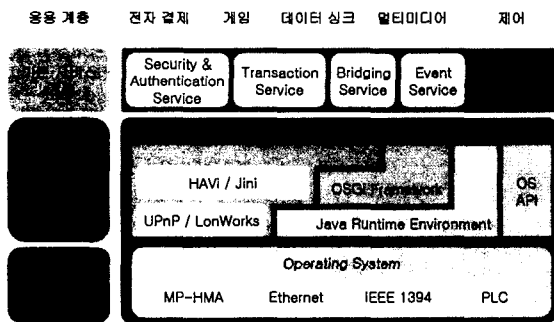 응용 계층 전자 결제 게임 데이터 싱크 멀티미디어 제어
Security &
Authentication
Service
Transaction
Service
Bridging
Service
Event
Service
HAVi / Jini
OSGi Framework
OS
API
UPnP / LonWorks
Java Runtime Environment
Operating System
MP-HMA Ethernet IEEE 1394 PLC